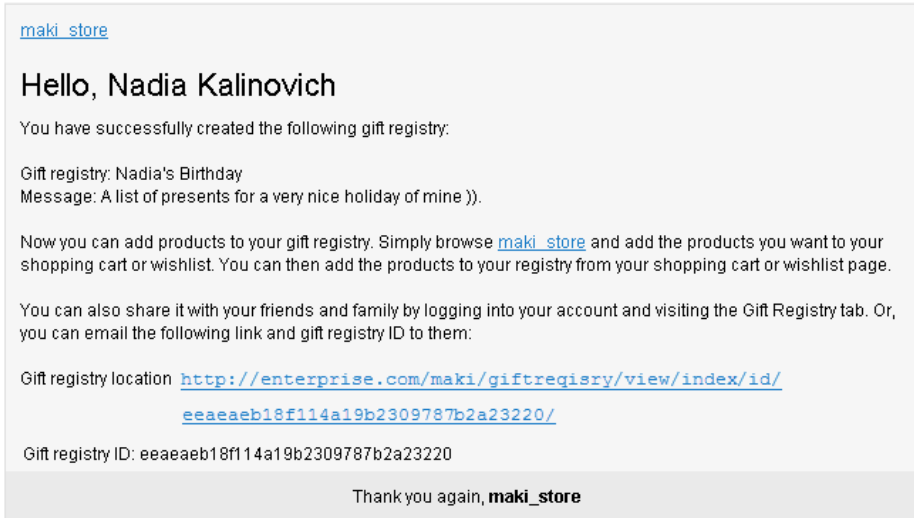 maki_store
Hello, Nadia Kalinovich
You have successfully created the following gift registry:
Gift registry: Nadia's Birthday
Message: A list of presents for a very nice holiday of mine )).
Now you can add products to your gift registry. Simply browse maki_store and add the products you want to your
shopping cart or wishlist. You can then add the products to your registry from your shopping cart or wishlist page.
You can also share it with your friends and family by logging into your account and visiting the Gift Registry tab. Or,
you can email the following link and gift registry ID to them:
Gift registry location http://enterprise.com/maki/giftreqisry/view/index/id/
eeaeaeb18f114a19b2309787b2a23220/
Gift registry ID: eeaeaeb18f114a19b2309787b2a23220
Thank you again, maki_store